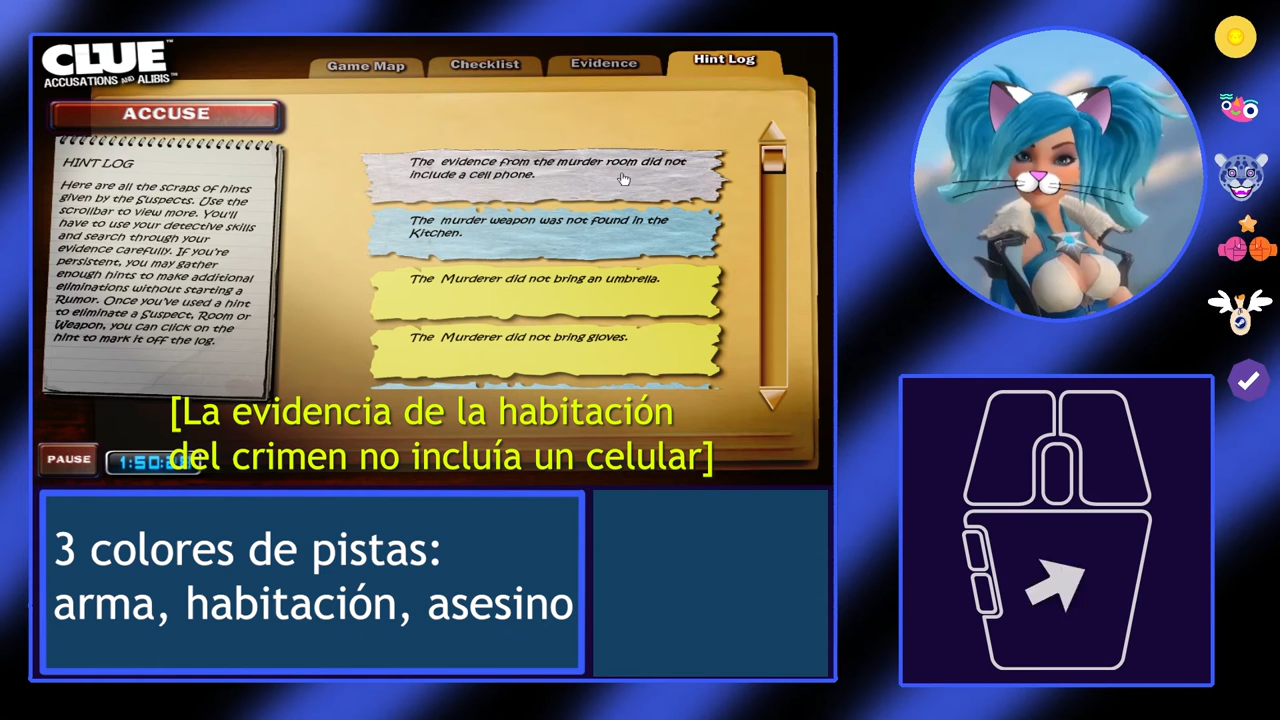 CLUE™
ACCUSATIONS AND ALIBIS™
Game Map
Checklist
Evidence
Hint Log
ACCUSE
HINT LOG
Here are all the scraps of hints
given by the Suspects. Use the
scrollbar to view more. You'll
have to use your detective skills
and search through your
evidence carefully. If you're
persistent, you may gather
enough hints to make additional
eliminations without starting a
Rumor. Once you've used a hint
to eliminate a Suspect, Room or
Weapon, you can click on the
hint to mark it off the log.
The evidence from the murder room did not
include a cell phone.
The murder weapon was not found in the
Kitchen.
The Murderer did not bring an umbrella.
The Murderer did not bring gloves.
[La evidencia de la habitación
del crimen no incluía un celular]
PAUSE
1:50:
3 colores de pistas:
arma, habitación, asesino